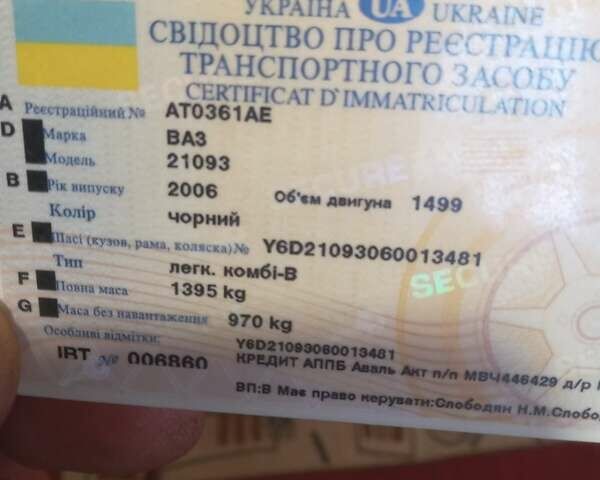 УКРАЇНА UA UKRAINE
СВІДОЦТВО ПРО РЕЄСТРАЦІЮ
ТРАНСПОРТНОГО ЗАСОБУ
CERTIFICAT D'IMMATRICULATION
A Реєстраційний № AT0361AE
D Марка ВАЗ
Модель 21093
B Рік випуску 2006 Об'єм двигуна 1499
Колір чорний
E Шасі (кузов, рама, коляска)№ Y6D21093060013481
Тип легк. комбі-В
F Повна маса 1395 kg
G Маса без навантаження 970 kg
Особливі відмітки: Y6D21093060013481
ІRТ № 006860 КРЕДИТ АППБ Аваль Акт п/п МВЧ446429 д/р
ВП:В Має право керувати:Слободян Н.М.Слобо